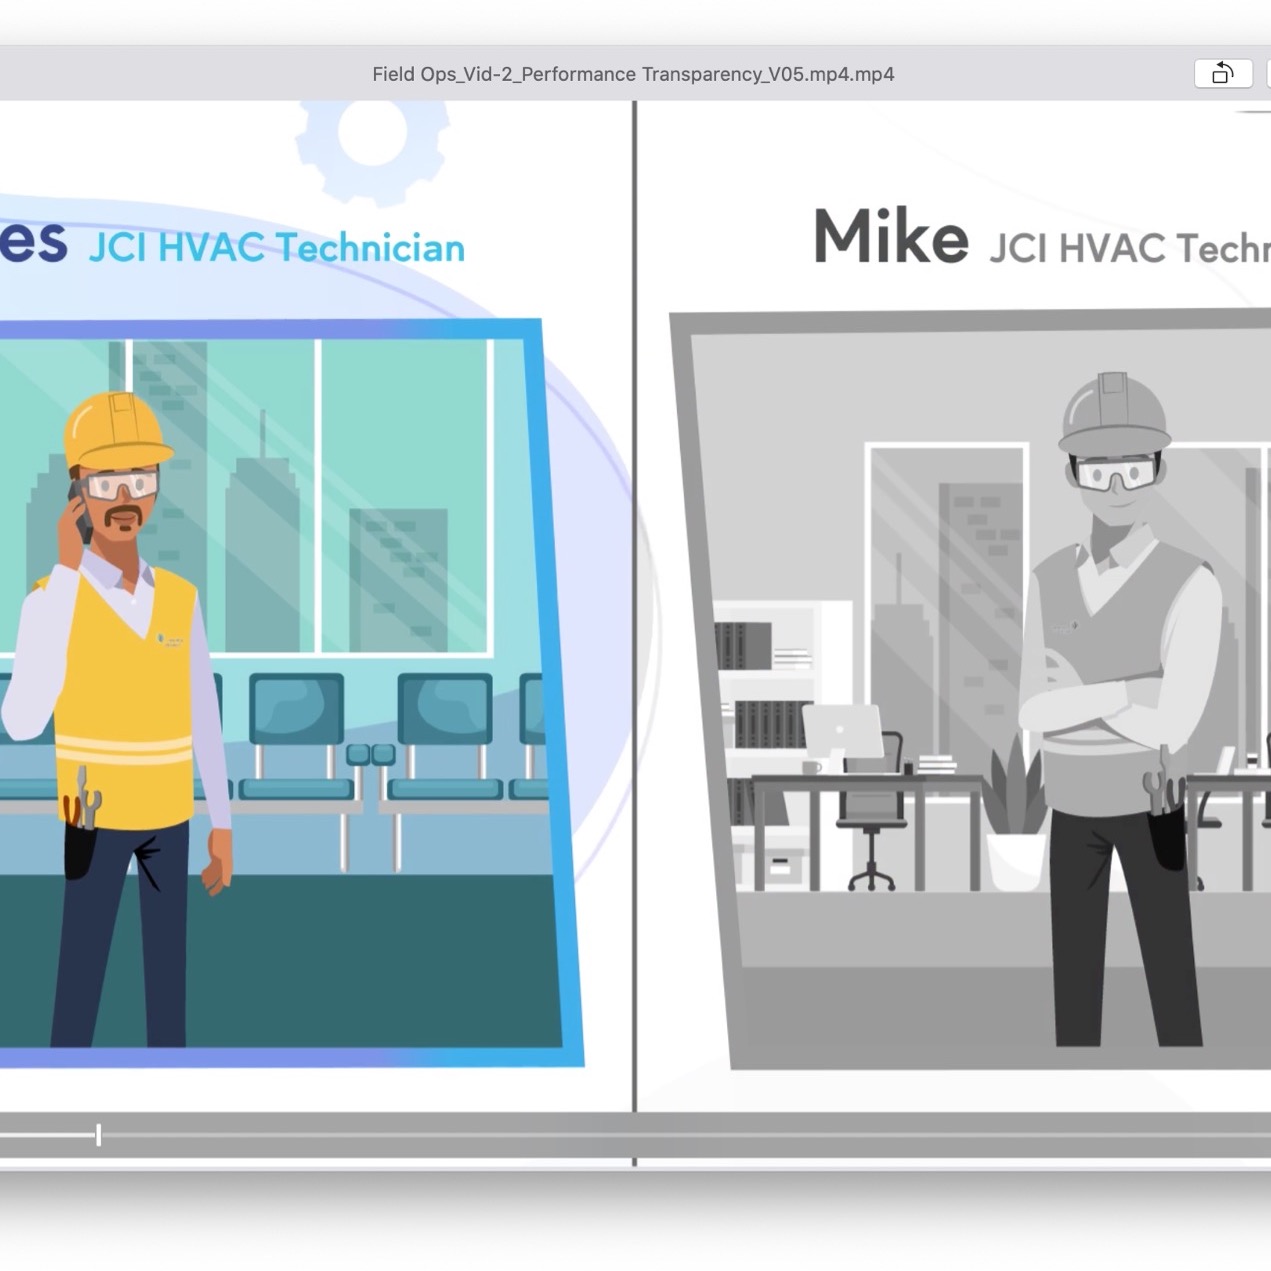 Field Ops_Vid-2_Performance Transparency_V05.mp4.mp4
es JCI HVAC Technician
Mike JCI HVAC Techn